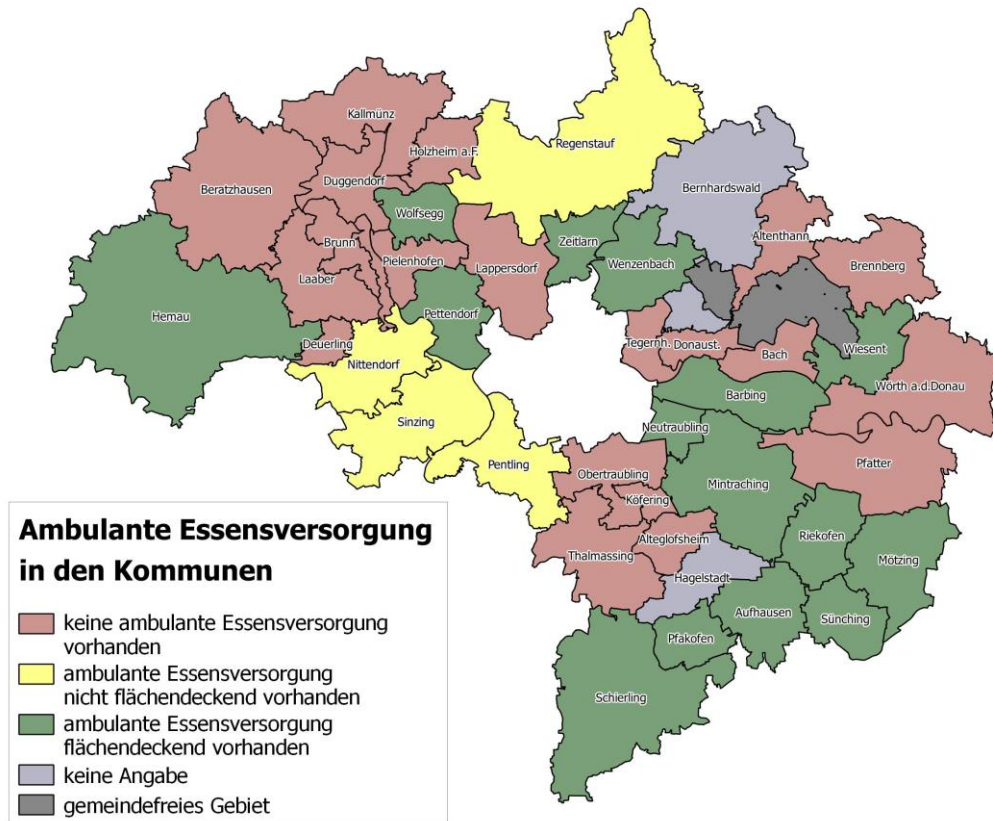 Kallmünz
Holzheim a.F.
Regenstauf
Duggendorf
Beratzhausen
Bernhardswald
Wolfsegg
Brunn
Zeitlarn
Altenthann
Pielenhofen
Wenzenbach
Lappersdorf
Brennberg
Laaber
Hemau
Pettendorf
Deuerling
Tegernh.
Donaust.
Bach
Wiesent
Nittendorf
Wörth a.d.Donau
Barbing
Sinzing
Neutraubling
Pentling
Pfatter
Obertraubling
Mintraching
Köfering
Alteglofsheim
Riekofen
Thalmassing
Mötzing
Hagelstadt
Aufhausen
Sünching
Pfakofen
Schierling
Ambulante Essensversorgung
in den Kommunen
keine ambulante Essensversorgung
vorhanden
ambulante Essensversorgung
nicht flächendeckend vorhanden
ambulante Essensversorgung
flächendeckend vorhanden
keine Angabe
gemeindefreies Gebiet